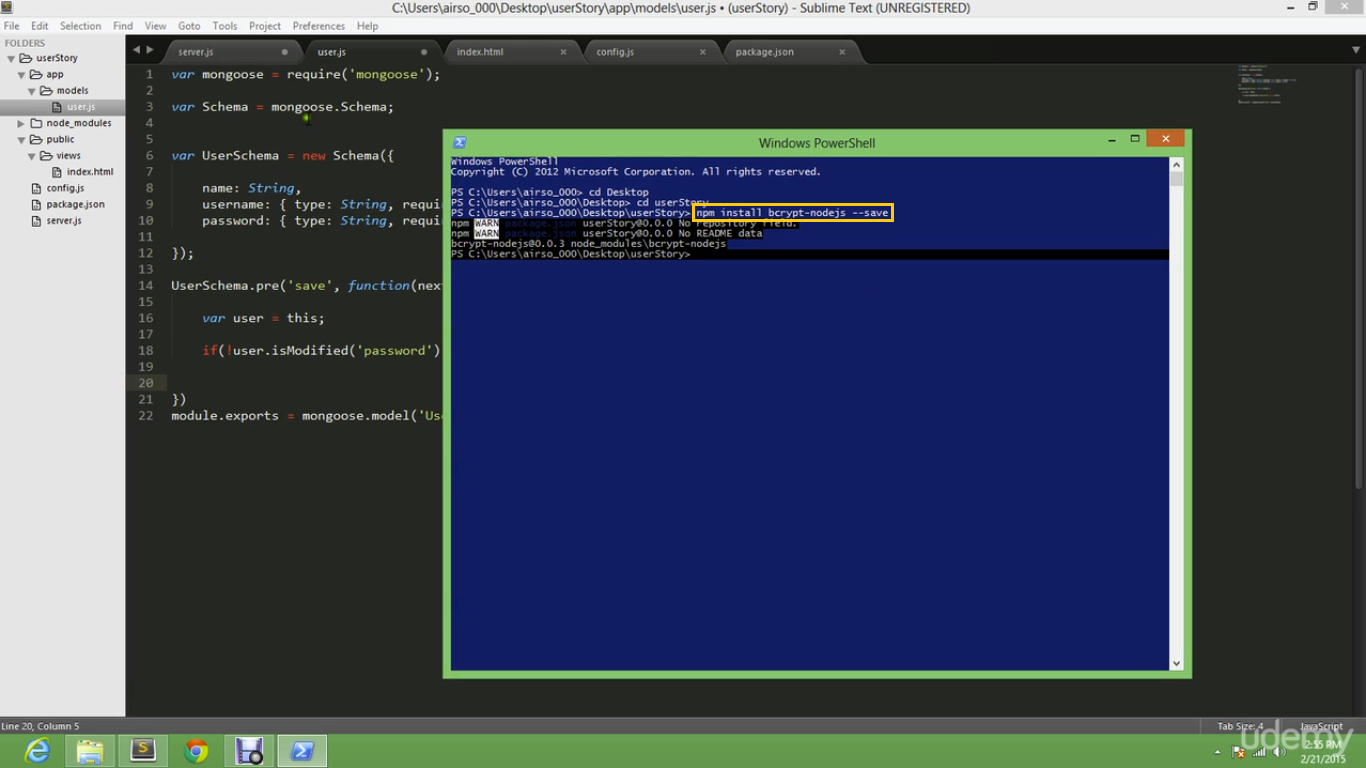 C:\Users\airso_000\Desktop\userStory\app\models\user.js • (userStory) - Sublime Text (UNREGISTERED)
File Edit Selection Find View Goto Tools Project Preferences Help
FOLDERS
userStory
app
models
user.js
node_modules
public
views
index.html
config.js
package.json
server.js
server.js user.js index.html config.js package.json
1 var mongoose = require('mongoose');
2
3 var Schema = mongoose.Schema;
4
5
6 var UserSchema = new Schema({
7
8 name: String,
9 username: { type: String, requi
10 password: { type: String, requi
11
12 });
13
14 UserSchema.pre('save', function(nex
15
16 var user = this;
17
18 if(!user.isModified('password')
19
20
21 })
22 module.exports = mongoose.model('Us
Windows PowerShell
Windows PowerShell
Copyright (C) 2012 Microsoft Corporation. All rights reserved.
PS C:\Users\airso_000> cd Desktop
PS C:\Users\airso_000\Desktop> cd userStory
PS C:\Users\airso_000\Desktop\userStory> npm install bcrypt-nodejs --save
npm WARN package.json userStory@0.0.0 No repository field.
npm WARN package.json userStory@0.0.0 No README data
bcrypt-nodejs@0.0.3 node_modules\bcrypt-nodejs
PS C:\Users\airso_000\Desktop\userStory>
Line 20, Column 5
Tab Size: 4 JavaScript
udemy
2:55 PM
2/21/2015